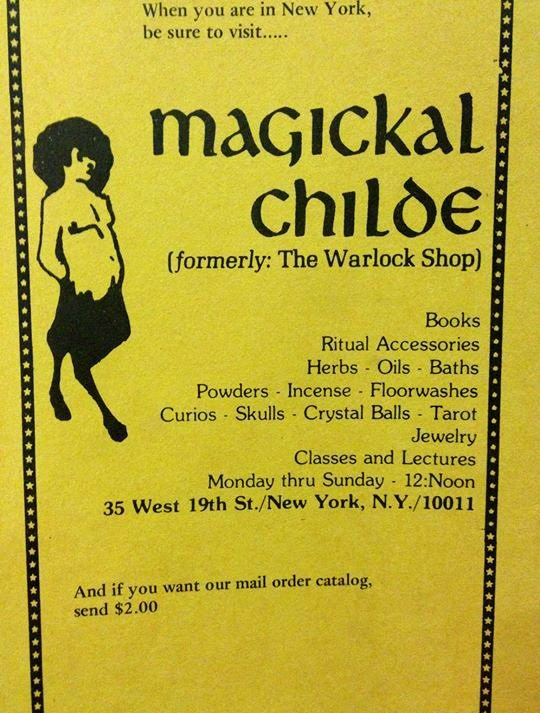 When you are in New York,
be sure to visit.....
magickal
childe
(formerly: The Warlock Shop)
Books
Ritual Accessories
Herbs - Oils - Baths
Powders - Incense - Floorwashes
Curios - Skulls - Crystal Balls - Tarot
Jewelry
Classes and Lectures
Monday thru Sunday - 12:Noon
35 West 19th St./New York, N.Y./10011
And if you want our mail order catalog,
send $2.00